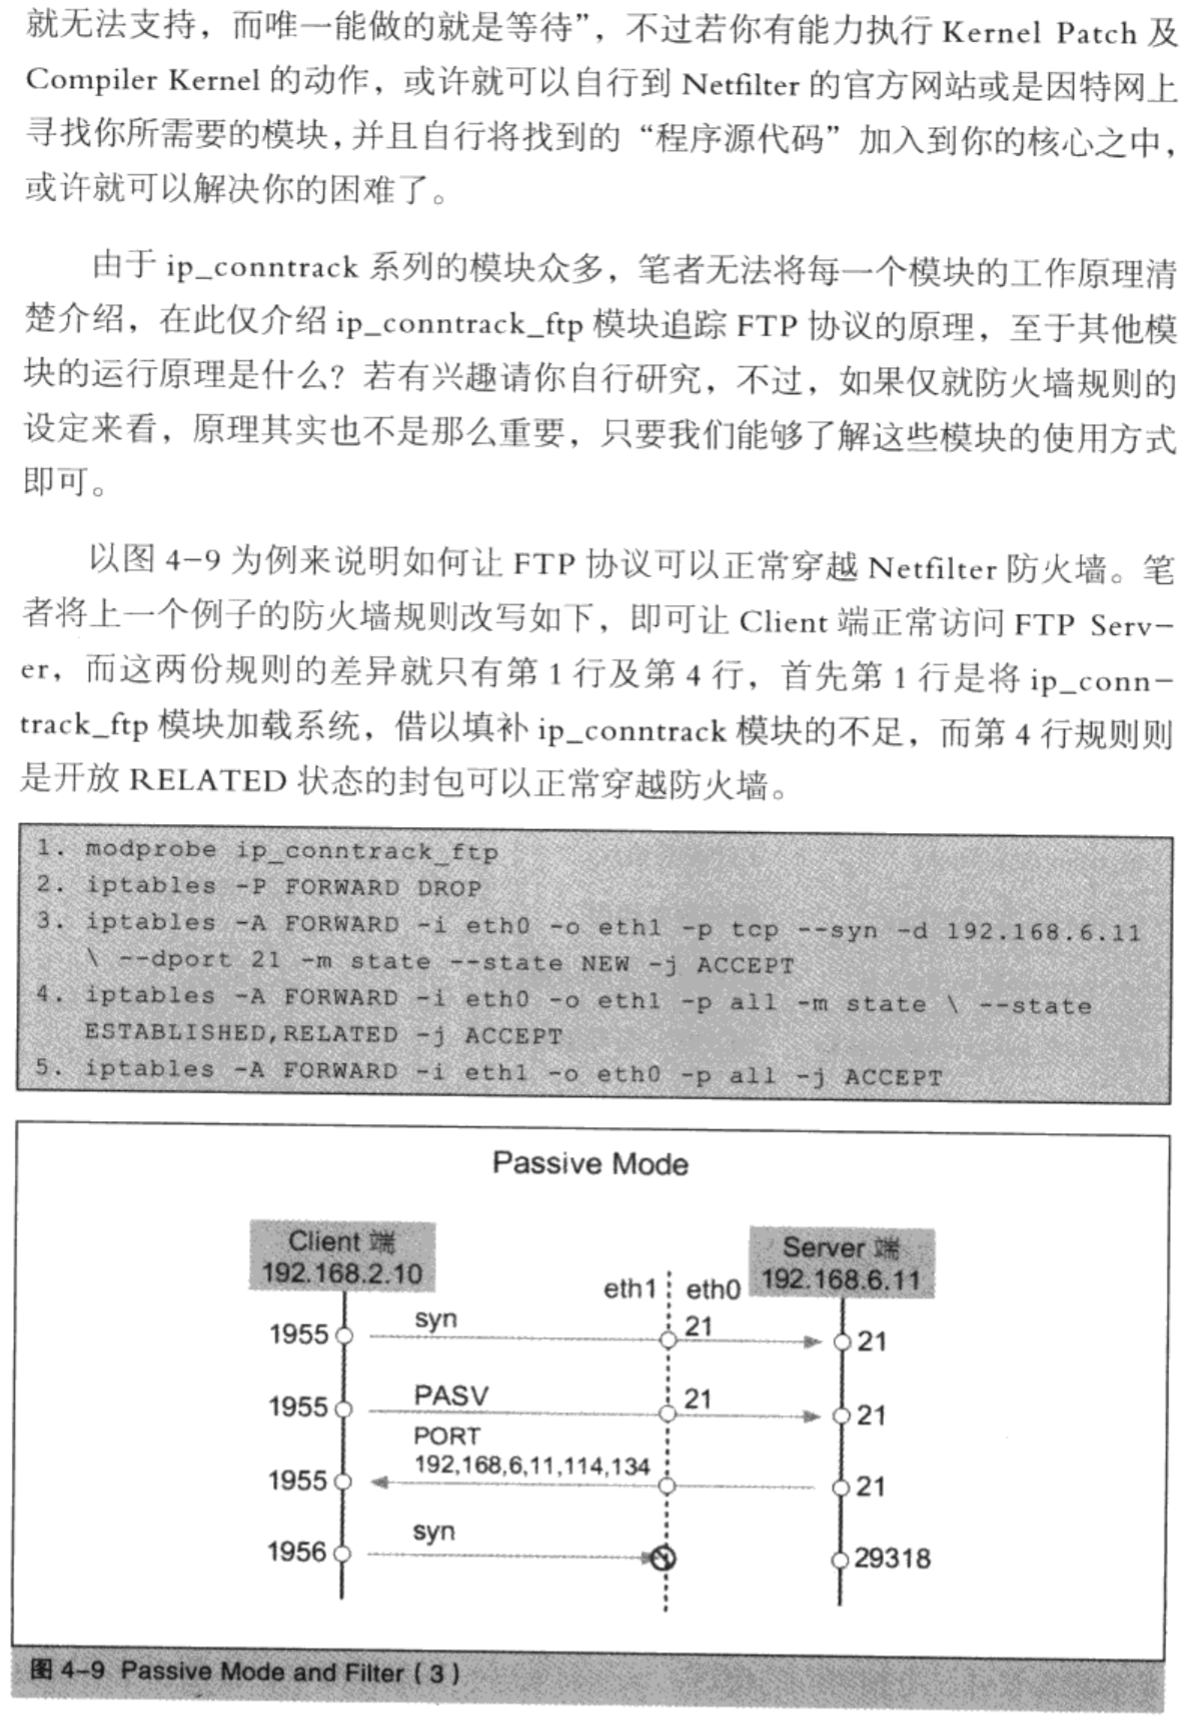 就无法支持，而唯一能做的就是等待”，不过若你有能力执行 Kernel Patch 及
Compiler Kernel 的动作，或许就可以自行到 Netfilter 的官方网站或是因特网上
寻找你所需要的模块，并且自行将找到的“程序源代码”加入到你的核心之中，
或许就可以解决你的困难了。
由于 ip_conntrack 系列的模块众多，笔者无法将每一个模块的工作原理清
楚介绍，在此仅介绍 ip_conntrack_ftp 模块追踪 FTP 协议的原理，至于其他模
块的运行原理是什么？若有兴趣请你自行研究，不过，如果仅就防火墙规则的
设定来看，原理其实也不是那么重要，只要我们能够了解这些模块的使用方式
即可。
以图 4-9 为例来说明如何让 FTP 协议可以正常穿越 Netfilter 防火墙。笔
者将上一个例子的防火墙规则改写如下，即可让 Client 端正常访问 FTP Serv-
er，而这两份规则的差异就只有第 1 行及第 4 行，首先第 1 行是将 ip_conn-
track_ftp 模块加载系统，借以填补 ip_conntrack 模块的不足，而第 4 行规则则
是开放 RELATED 状态的封包可以正常穿越防火墙。
1. modprobe ip_conntrack_ftp
2. iptables -P FORWARD DROP
3. iptables -A FORWARD -i eth0 -o eth1 -p tcp --syn -d 192.168.6.11
\ --dport 21 -m state --state NEW -j ACCEPT
4. iptables -A FORWARD -i eth0 -o eth1 -p all -m state \ --state
ESTABLISHED,RELATED -j ACCEPT
5. iptables -A FORWARD -i eth1 -o eth0 -p all -j ACCEPT
Passive Mode
Client 端
192.168.2.10
eth1 eth0
Server 端
192.168.6.11
1955 syn 21 21
1955 PASV 21 21
PORT
192,168,6,11,114,134
1955 21
1956 syn 29318
图 4-9 Passive Mode and Filter（3）